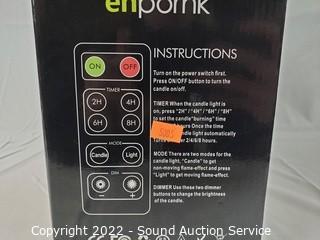 enpornk
INSTRUCTIONS
ON
OFF
TIMER
2H
4H
6H
8H
MODE
Candle
Light
DIM
Turn on the power switch first.
Press ON/OFF button to turn the
candle on/off.
TIMER When the candle light is
on, press "2H" / "4H" / "6H" / "8H"
to set the candle"burning" time
hours Once the time
candle light automatically
2/4/6/8 hours.
MODE There are two modes for the
candle light, "Candle" to get
non-moving flame-effect and press
"Light" to get moving flame-effect.
DIMMER Use these two dimmer
buttons to change the brightness
of the candle.
Copyright 2022 - Sound Auction Service